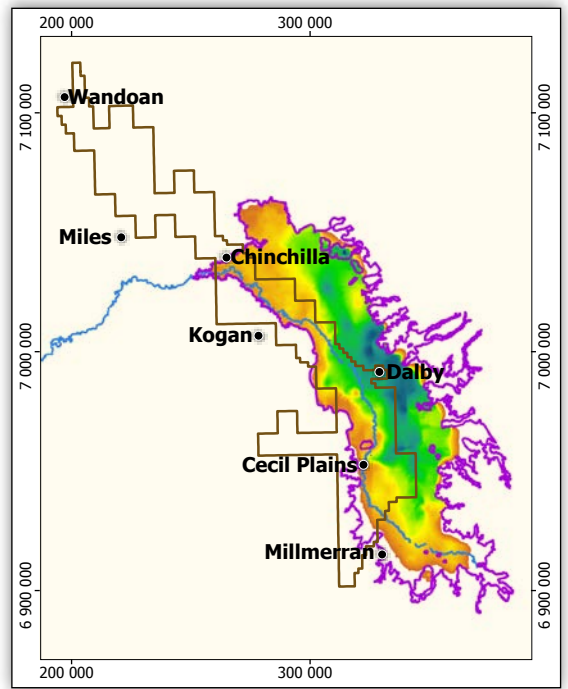 200 000 300 000
Wandoan
7 100 000 7 100 000
Miles
Chinchilla
Kogan
7 000 000 7 000 000
Dalby
Cecil Plains
Millmerran
6 900 000 6 900 000
200 000 300 000